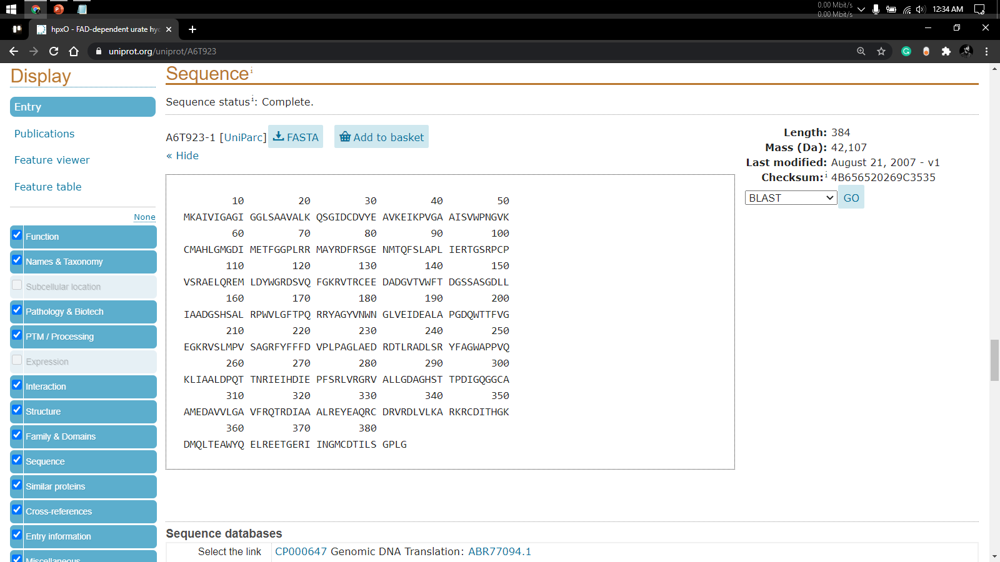 0.00 Mbit/s
0.00 Mbit/s
12:34 AM
hpxO - FAD-dependent urate hy
uniprot.org/uniprot/A6T923
Display
Entry
Publications
Feature viewer
Feature table
None
Function
Names & Taxonomy
Subcellular location
Pathology & Biotech
PTM / Processing
Expression
Interaction
Structure
Family & Domains
Sequence
Similar proteins
Cross-references
Entry information
Miscellaneous
Sequence i
Sequence status i: Complete.
A6T923-1 [UniParc] FASTA Add to basket
« Hide
Length: 384
Mass (Da): 42,107
Last modified: August 21, 2007 - v1
Checksum: i 4B656520269C3535
BLAST GO
10 20 30 40 50
MKAIVIGAGI GGLSAAVALK QSGIDCDVYE AVKEIKPVGA AISVWPNGVK
60 70 80 90 100
CMAHLGMGDI METFGGPLRR MAYRDFRSGE NMTQFSLAPL IERTGSRPCP
110 120 130 140 150
VSRAELQREM LDYWGRDSVQ FGKRVTRCEE DADGVTVWFT DGSSASGDLL
160 170 180 190 200
IAADGSHSAL RPWVLGFTPQ RRYAGYVNWN GLVEIDEALA PGDQWTTFVG
210 220 230 240 250
EGKRVSLMPV SAGRFYFFFD VPLPAGLAED RDTLRADLSR YFAGWAPPVQ
260 270 280 290 300
KLIAALDPQT TNRIEIHDIE PFSRLVRGRV ALLGDAGHST TPDIGQGGCA
310 320 330 340 350
AMEDAVVLGA VFRQTRDIAA ALREYEAQRC DRVRDLVLKA RKRCDITHGK
360 370 380
DMQLTEAWYQ ELREETGERI INGMCDTILS GPLG
Sequence databases
Select the link CP000647 Genomic DNA Translation: ABR77094.1